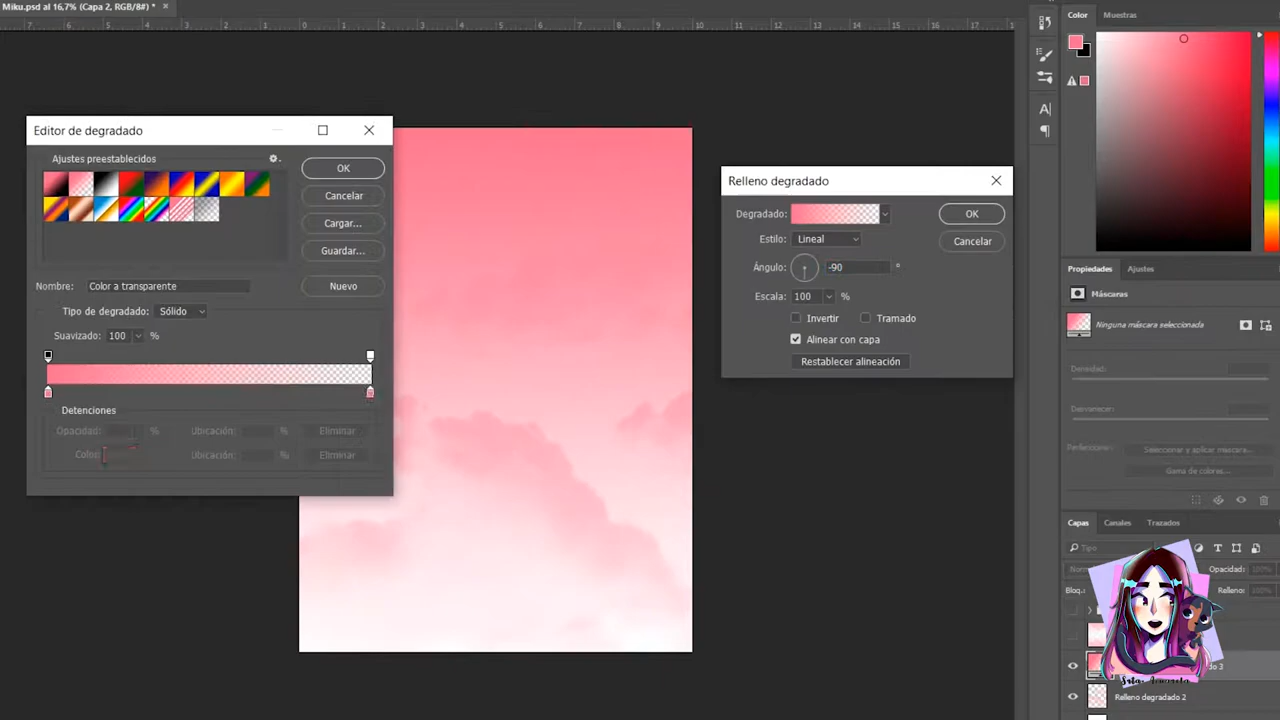 Miku.psd al 16,7% (Capa 2, RGB/8#) *
Color
Muestras
Editor de degradado
Ajustes preestablecidos
OK
Cancelar
Cargar...
Guardar...
Nombre:
Color a transparente
Nuevo
Tipo de degradado:
Sólido
Suavizado:
100
%
Detenciones
Opacidad:
%
Ubicación:
%
Eliminar
Color:
Ubicación:
%
Eliminar
Relleno degradado
Degradado:
OK
Estilo:
Lineal
Cancelar
Ángulo:
-90
°
Escala:
100
%
Invertir
Tramado
Alinear con capa
Restablecer alineación
Propiedades
Ajustes
Máscaras
Ninguna máscara seleccionada
Densidad:
Desvanecer:
Seleccionar y aplicar máscara...
Gama de colores...
Capas
Canales
Trazados
Tipo
Opacidad:
100%
Bloq.:
Relleno:
100%
do 3
Relleno degradado 2